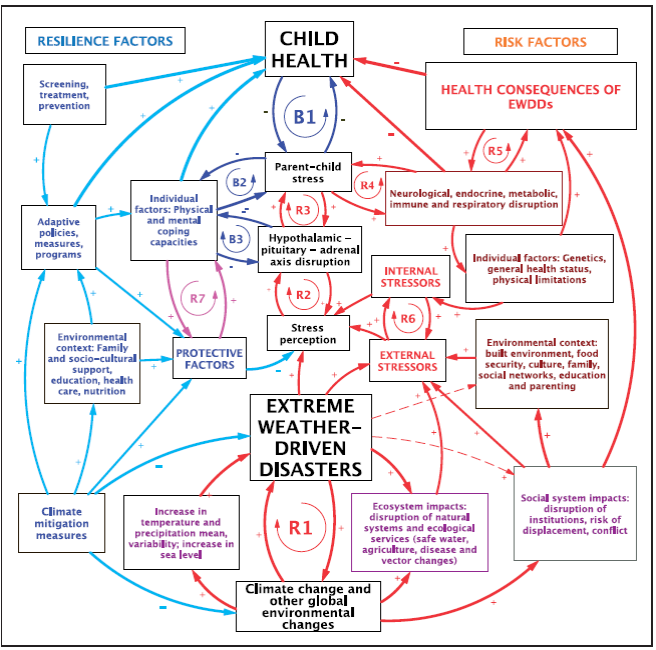 RESILIENCE FACTORS
CHILD
HEALTH
RISK FACTORS
Screening,
treatment,
prevention
HEALTH CONSEQUENCES OF
EWDDs
B1
R5
Parent–child
stress
B2
R4
Neurological, endocrine, metabolic,
immune and respiratory disruption
Individual
factors: Physical
and mental
coping
capacities
R3
Adaptive
policies,
measures,
programs
B3
Hypothalamic –
pituitary – adrenal
axis disruption
Individual factors: Genetics,
general health status,
physical limitations
INTERNAL
STRESSORS
R7
R2
R6
Stress
perception
Environmental
context: Family
and socio-cultural
support,
education, health
care, nutrition
PROTECTIVE
FACTORS
EXTERNAL
STRESSORS
Environmental context:
built environment, food
security, culture, family,
social networks, education
and parenting
EXTREME
WEATHER–
DRIVEN
DISASTERS
Climate
mitigation
measures
Increase in
temperature and
precipitation mean,
variability; increase in
sea level
R1
Ecosystem impacts:
disruption of natural
systems and ecological
services (safe water,
agriculture, disease and
vector changes)
Social system impacts:
disruption of
institutions, risk of
displacement, conflict
Climate change and
other global
environmental
changes